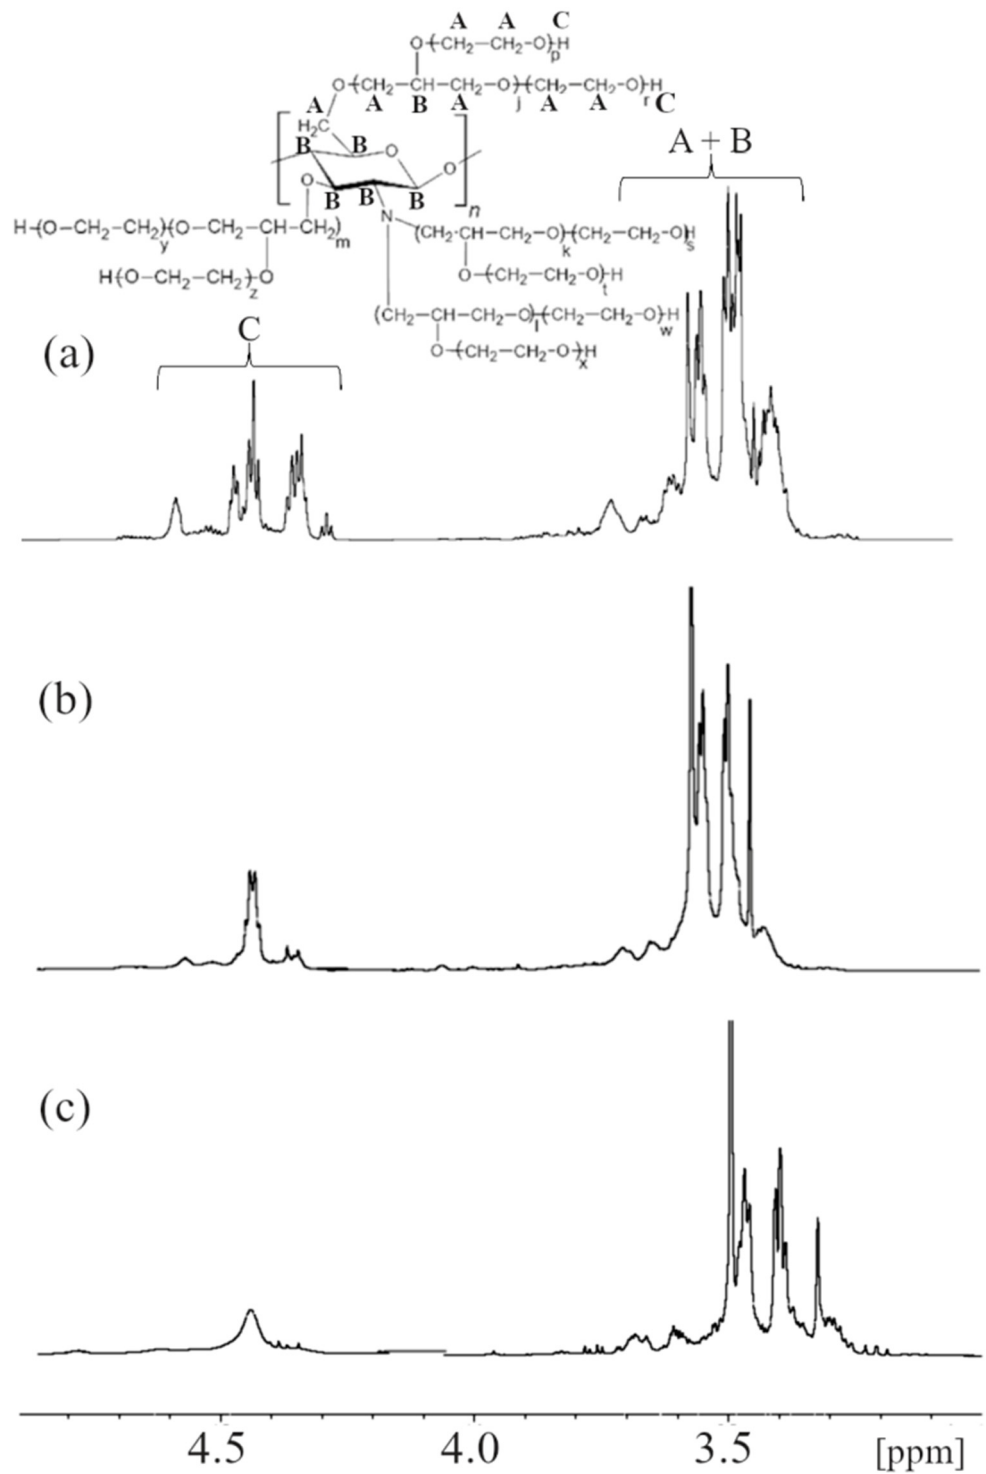 A A C
O(CH2—CH2-O)pH
O(CH2—CH—CH2—O)j(CH2—CH2-O)rH
A A B A A A C
H2C
B B O O
A + B
O B B B n
N
H-(O—CH2—CH2)y(O—CH2—CH—CH2)m
(CH2—CH—CH2—O)k(CH2—CH2-O)sH
H(O—CH2—CH2)zO
O-(CH2—CH2-O)tH
(CH2—CH—CH2—O)l(CH2—CH2-O)wH
C
(a)
O-(CH2—CH2-O)xH
(b)
(c)
4.5 4.0 3.5 [ppm]